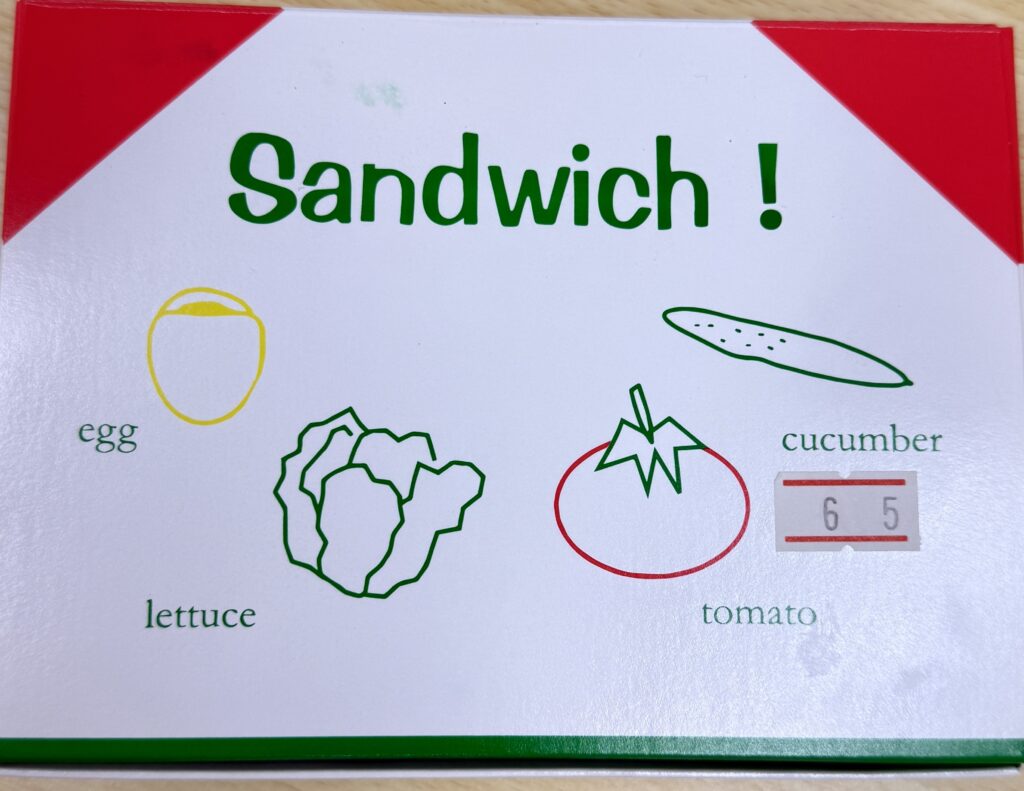 Sandwich !
egg
cucumber
6 5
lettuce
tomato